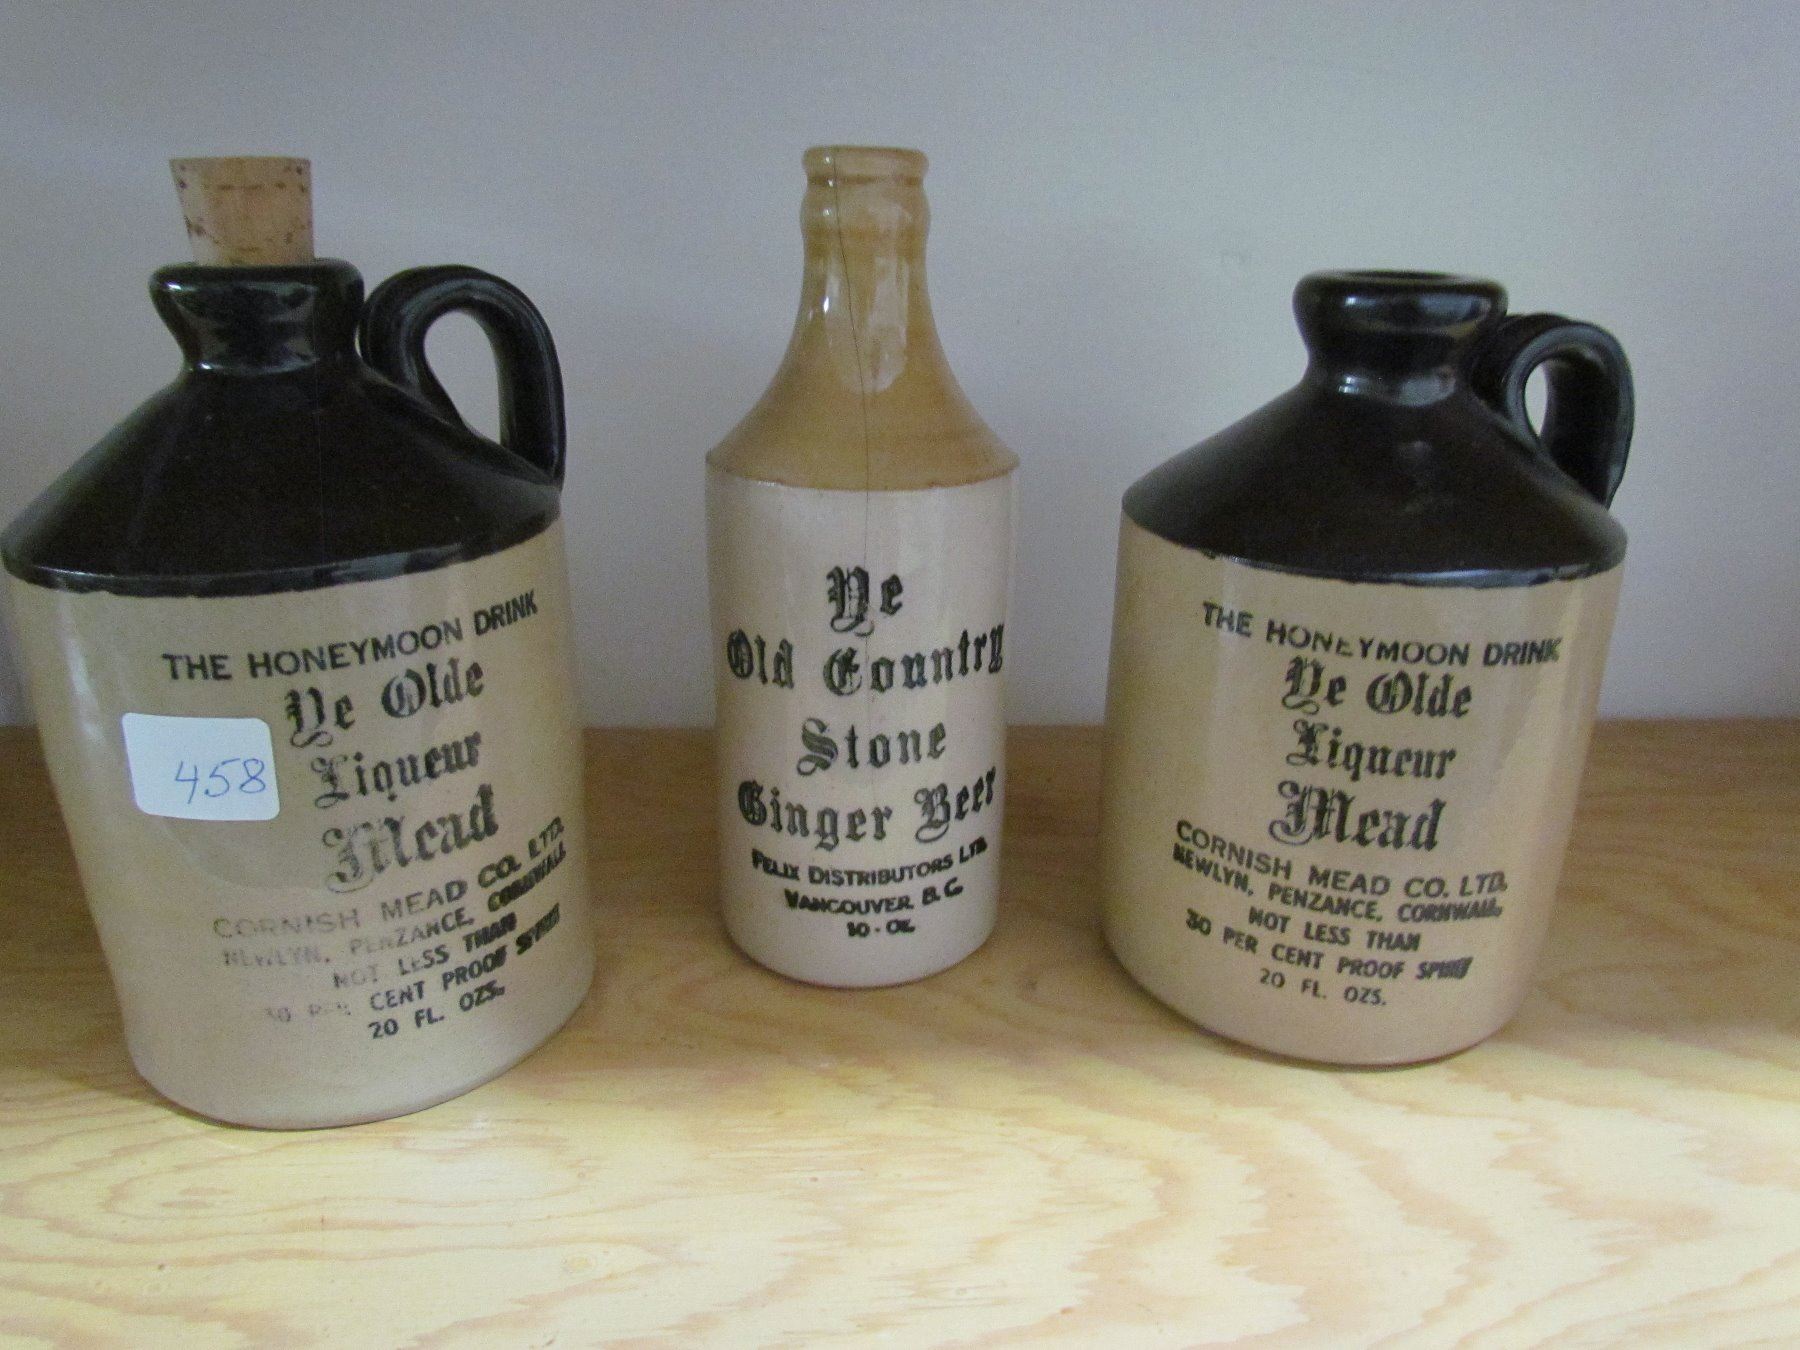 THE HONEYMOON DRINK
Ye Olde
Liqueur
Mead
CORNISH MEAD CO. LTD.
NEWLYN, PENZANCE, CORNWALL
NOT LESS THAN
30 PER CENT PROOF SPIRIT
20 FL. OZS.
458
Ye
Old Country
Stone
Ginger Beer
FELIX DISTRIBUTORS LTD.
VANCOUVER B.C.
10-OZ.
THE HONEYMOON DRINK
Ye Olde
Liqueur
Mead
CORNISH MEAD CO. LTD.
NEWLYN, PENZANCE, CORNWALL,
NOT LESS THAN
30 PER CENT PROOF SPIRIT
20 FL. OZS.